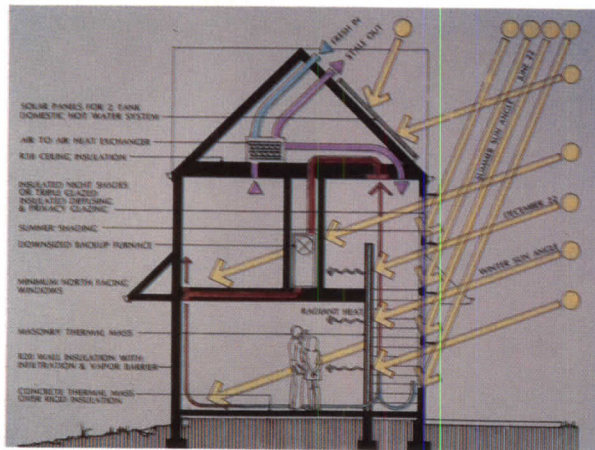 FRESH IN
STALE OUT
SOLAR PANELS FOR 2 TANK
DOMESTIC HOT WATER SYSTEM
AIR TO AIR HEAT EXCHANGER
R38 CEILING INSULATION
INSULATED NIGHT SHADES
OR TRIPLE GLAZED
INSULATED DIFFUSING
& PRIVACY GLAZING
SUMMER SHADING
DOWNSIZED BACKUP FURNACE
MINIMUM NORTH FACING
WINDOWS
MASONRY THERMAL MASS
R20 WALL INSULATION WITH
INFILTRATION & VAPOR BARRIER
CONCRETE THERMAL MASS
OVER RIGID INSULATION
RADIANT HEAT
JUNE 21
SUMMER SUN ANGLE
DECEMBER 22
WINTER SUN ANGLE